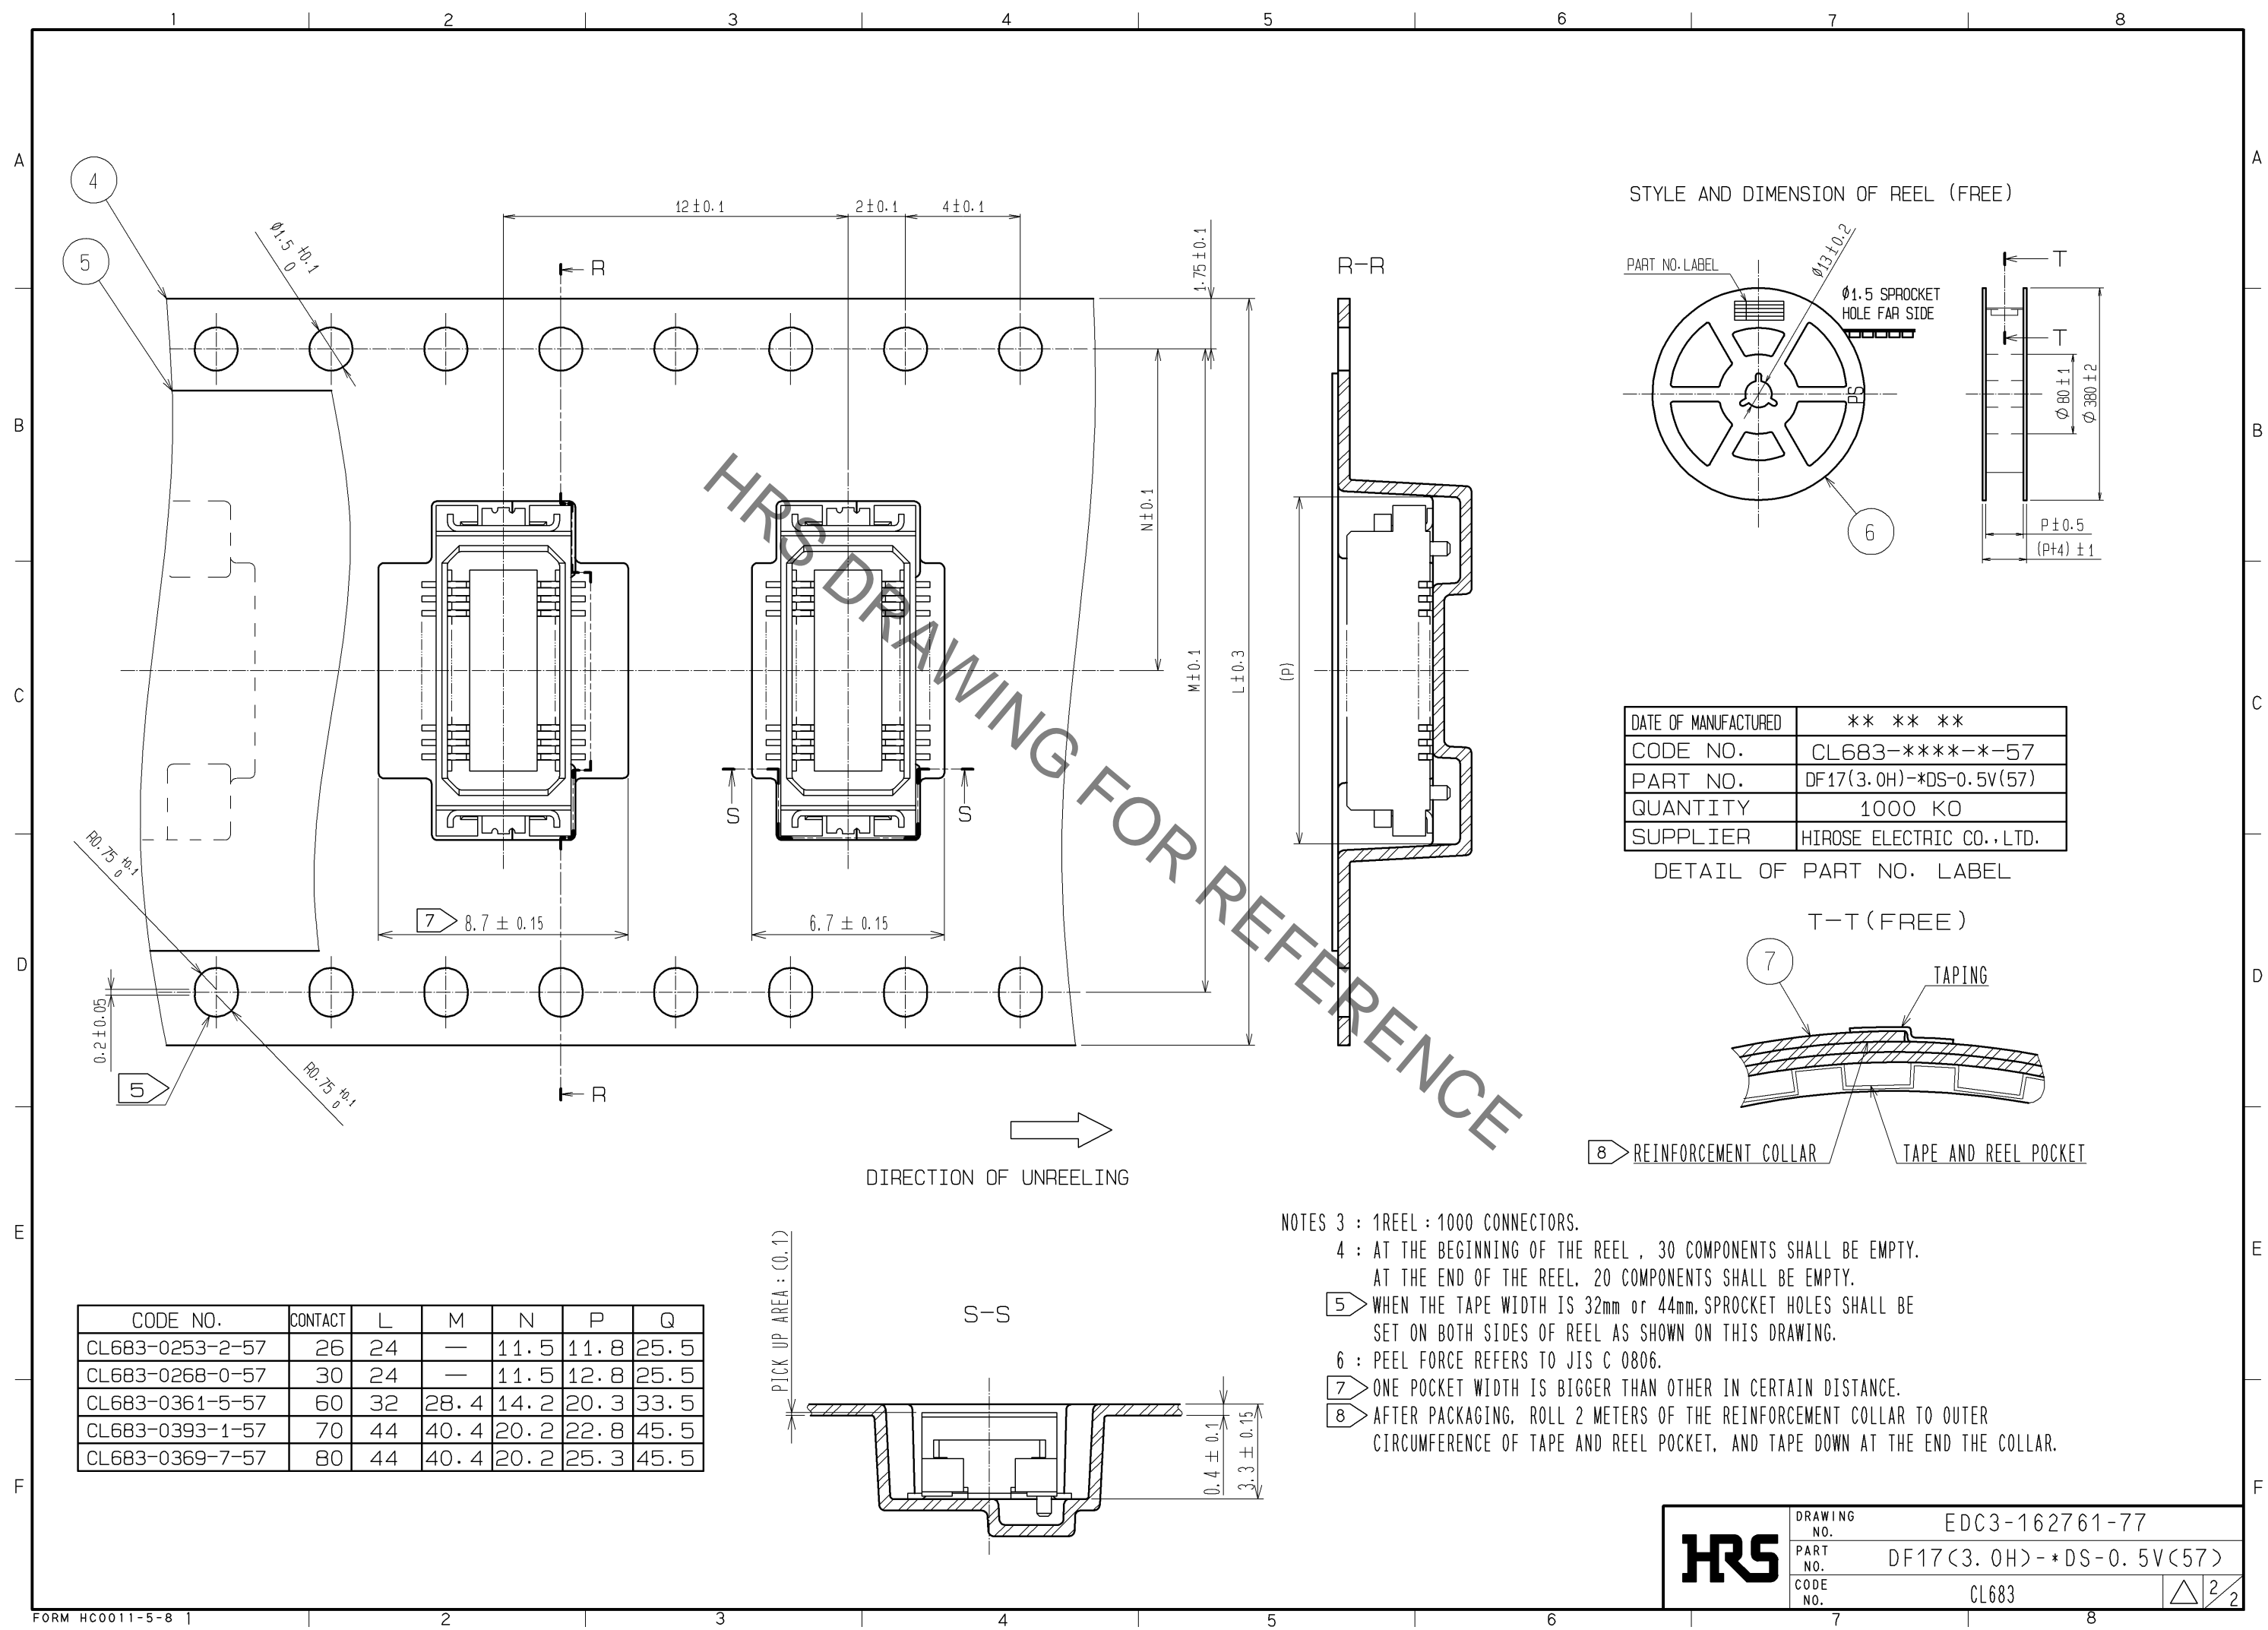 1 2 3 4 5 6 7 8
A A
B B
C C
D D
E E
F F
4
5
Ø1.5 +0.1 0
12±0.1
2±0.1
4±0.1
R
1.75±0.1
N±0.1
M±0.1
L±0.3
S S
7 8.7 ± 0.15
6.7 ± 0.15
R0.75 +0.1 0
0.2±0.05
5
R0.75 +0.1 0
R
DIRECTION OF UNREELING
R-R
(P)
HRS DRAWING FOR REFERENCE
STYLE AND DIMENSION OF REEL (FREE)
PART NO.LABEL
Ø13±0.2
Ø1.5 SPROCKET
HOLE FAR SIDE
PS
6
T
T
Ø 80±1
Ø 380±2
P±0.5
(P+4) ±1
DATE OF MANUFACTURED ** ** **
CODE NO. CL683-****-*-57
PART NO. DF17(3.0H)-*DS-0.5V(57)
QUANTITY 1000 KO
SUPPLIER HIROSE ELECTRIC CO.,LTD.
DETAIL OF PART NO. LABEL
T-T(FREE)
7
TAPING
8 REINFORCEMENT COLLAR
TAPE AND REEL POCKET
PICK UP AREA:(0.1)
S-S
0.4 ± 0.1
3.3 ± 0.15
CODE NO. CONTACT L M N P Q
CL683-0253-2-57 26 24 — 11.5 11.8 25.5
CL683-0268-0-57 30 24 — 11.5 12.8 25.5
CL683-0361-5-57 60 32 28.4 14.2 20.3 33.5
CL683-0393-1-57 70 44 40.4 20.2 22.8 45.5
CL683-0369-7-57 80 44 40.4 20.2 25.3 45.5
NOTES 3 : 1REEL:1000 CONNECTORS.
4 : AT THE BEGINNING OF THE REEL , 30 COMPONENTS SHALL BE EMPTY.
AT THE END OF THE REEL, 20 COMPONENTS SHALL BE EMPTY.
5 WHEN THE TAPE WIDTH IS 32mm or 44mm,SPROCKET HOLES SHALL BE
SET ON BOTH SIDES OF REEL AS SHOWN ON THIS DRAWING.
6 : PEEL FORCE REFERS TO JIS C 0806.
7 ONE POCKET WIDTH IS BIGGER THAN OTHER IN CERTAIN DISTANCE.
8 AFTER PACKAGING, ROLL 2 METERS OF THE REINFORCEMENT COLLAR TO OUTER
CIRCUMFERENCE OF TAPE AND REEL POCKET, AND TAPE DOWN AT THE END THE COLLAR.
HRS
DRAWING NO. EDC3-162761-77
PART NO. DF17(3.0H)-*DS-0.5V(57)
CODE NO. CL683 2/2
FORM HC0011-5-8 1 2 3 4 5 6 7 8